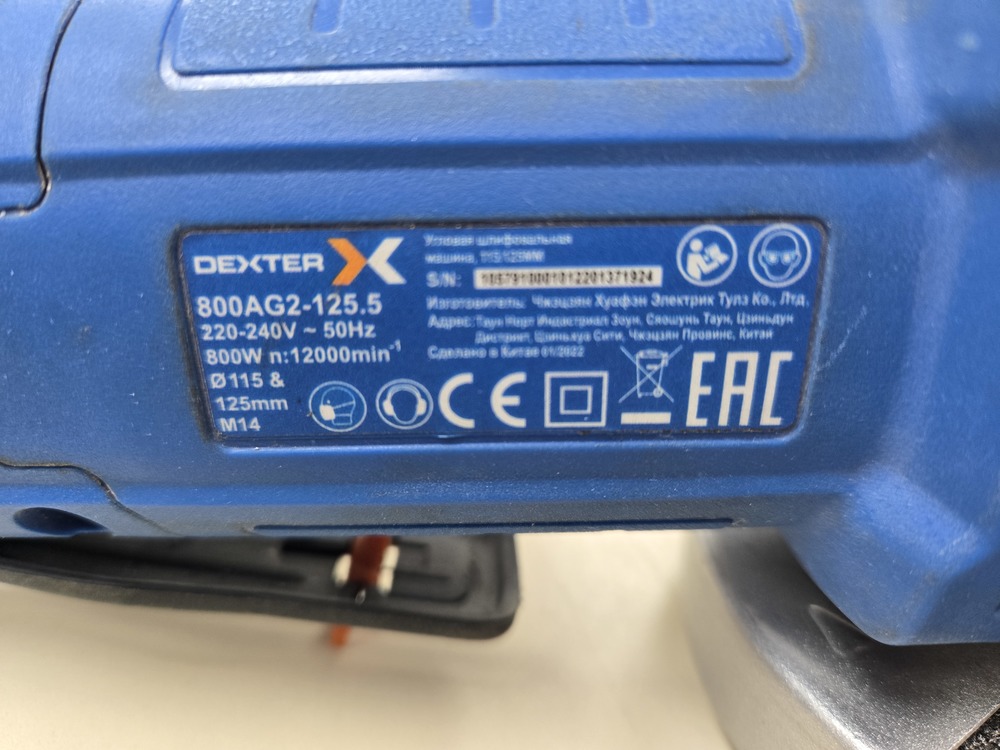 DEXTER
800AG2-125.5
220-240V ~ 50Hz
800W n:12000min⁻¹
Ø115 &
125mm
M14
Угловая шлифовальная
машина, 115/125ММ
S/N: 1057910001012201371924
Изготовитель: Чжэцзян Хуафэн Электрик Тулз Ко., Лтд.
Адрес: Таун Норт Индастриал Зоун, Сяошунь Таун, Цзиньдун
Дистрикт, Цзиньхуа Сити, Чжэцзян Провинс, Китай
Сделано в Китае 01/2022
CE
EAC